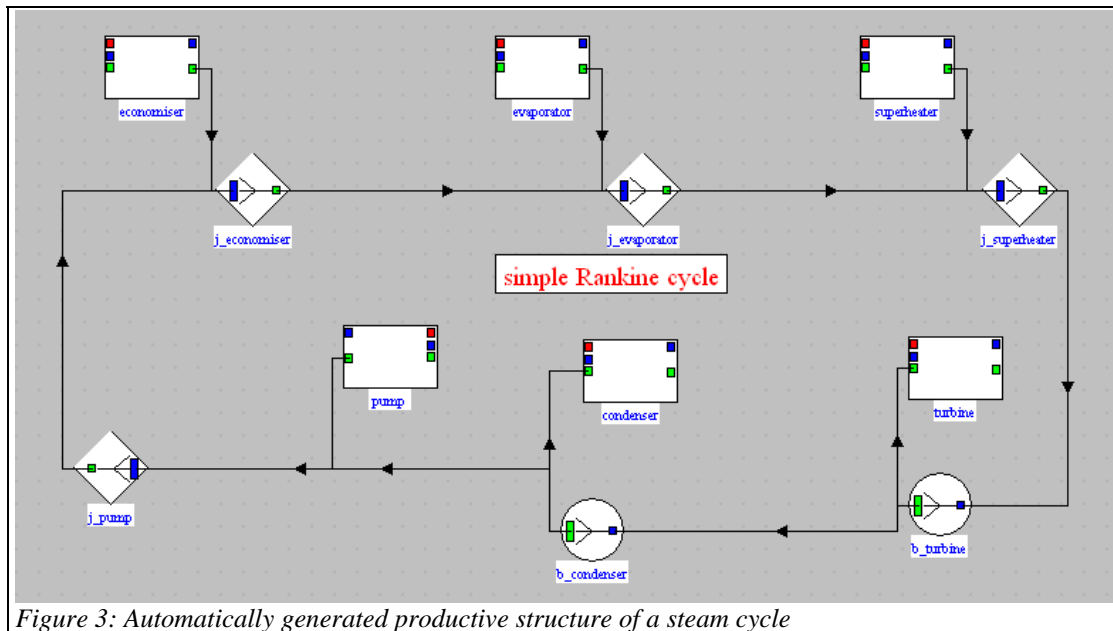 economiser
evaporator
superheater
j_economiser
j_evaporator
j_superheater
simple Rankine cycle
pump
condenser
turbine
j_pump
b_condenser
b_turbine
Figure 3: Automatically generated productive structure of a steam cycle